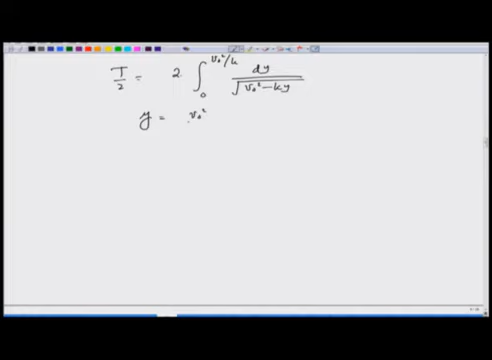 T/2 = 2. ∫₀^{v₀²/k} dy / √(v₀² − ky)
y = v₀²